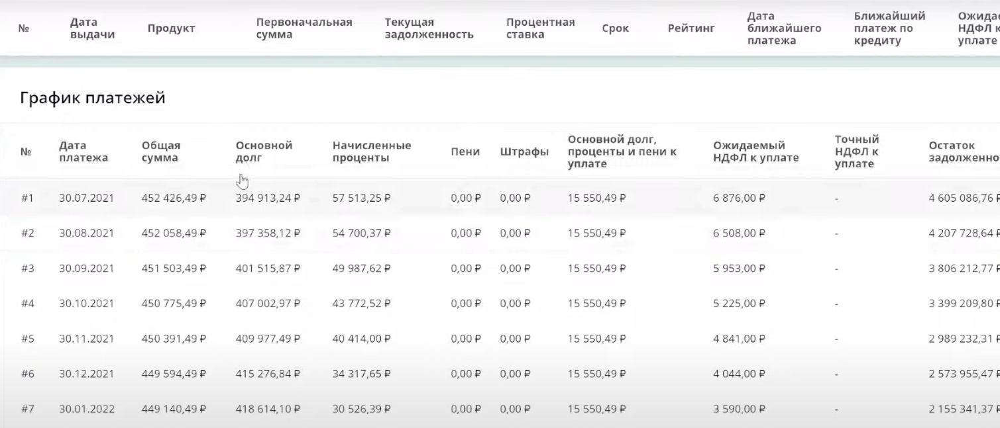 № Дата выдачи Продукт Первоначальная сумма Текущая задолженность Процентная ставка Срок Рейтинг Дата ближайшего платежа Ближайший платеж по кредиту НДФЛ к уплате
График платежей
№ Дата платежа Общая сумма Основной долг Начисленные проценты Пени Штрафы Основной долг, проценты и пени к уплате Ожидаемый НДФЛ к уплате Точный НДФЛ к уплате Остаток
#1 30.07.2021 452 426,49 ₽ 394 913,24 ₽ 57 513,25 ₽ 0,00 ₽ 0,00 ₽ 15 550,49 ₽ 6 876,00 ₽ - 4 605 086,76 ₽
#2 30.08.2021 452 058,49 ₽ 397 358,12 ₽ 54 700,37 ₽ 0,00 ₽ 0,00 ₽ 15 550,49 ₽ 6 508,00 ₽ - 4 207 728,64 ₽
#3 30.09.2021 451 503,49 ₽ 401 515,87 ₽ 49 987,62 ₽ 0,00 ₽ 0,00 ₽ 15 550,49 ₽ 5 953,00 ₽ - 3 806 212,77 ₽
#4 30.10.2021 450 775,49 ₽ 407 002,97 ₽ 43 772,52 ₽ 0,00 ₽ 0,00 ₽ 15 550,49 ₽ 5 225,00 ₽ - 3 399 209,80 ₽
#5 30.11.2021 450 391,49 ₽ 409 977,49 ₽ 40 414,00 ₽ 0,00 ₽ 0,00 ₽ 15 550,49 ₽ 4 841,00 ₽ - 2 989 232,31 ₽
#6 30.12.2021 449 594,49 ₽ 415 276,84 ₽ 34 317,65 ₽ 0,00 ₽ 0,00 ₽ 15 550,49 ₽ 4 044,00 ₽ - 2 573 955,47 ₽
#7 30.01.2022 449 140,49 ₽ 418 614,10 ₽ 30 526,39 ₽ 0,00 ₽ 0,00 ₽ 15 550,49 ₽ 3 590,00 ₽ - 2 155 341,37 ₽